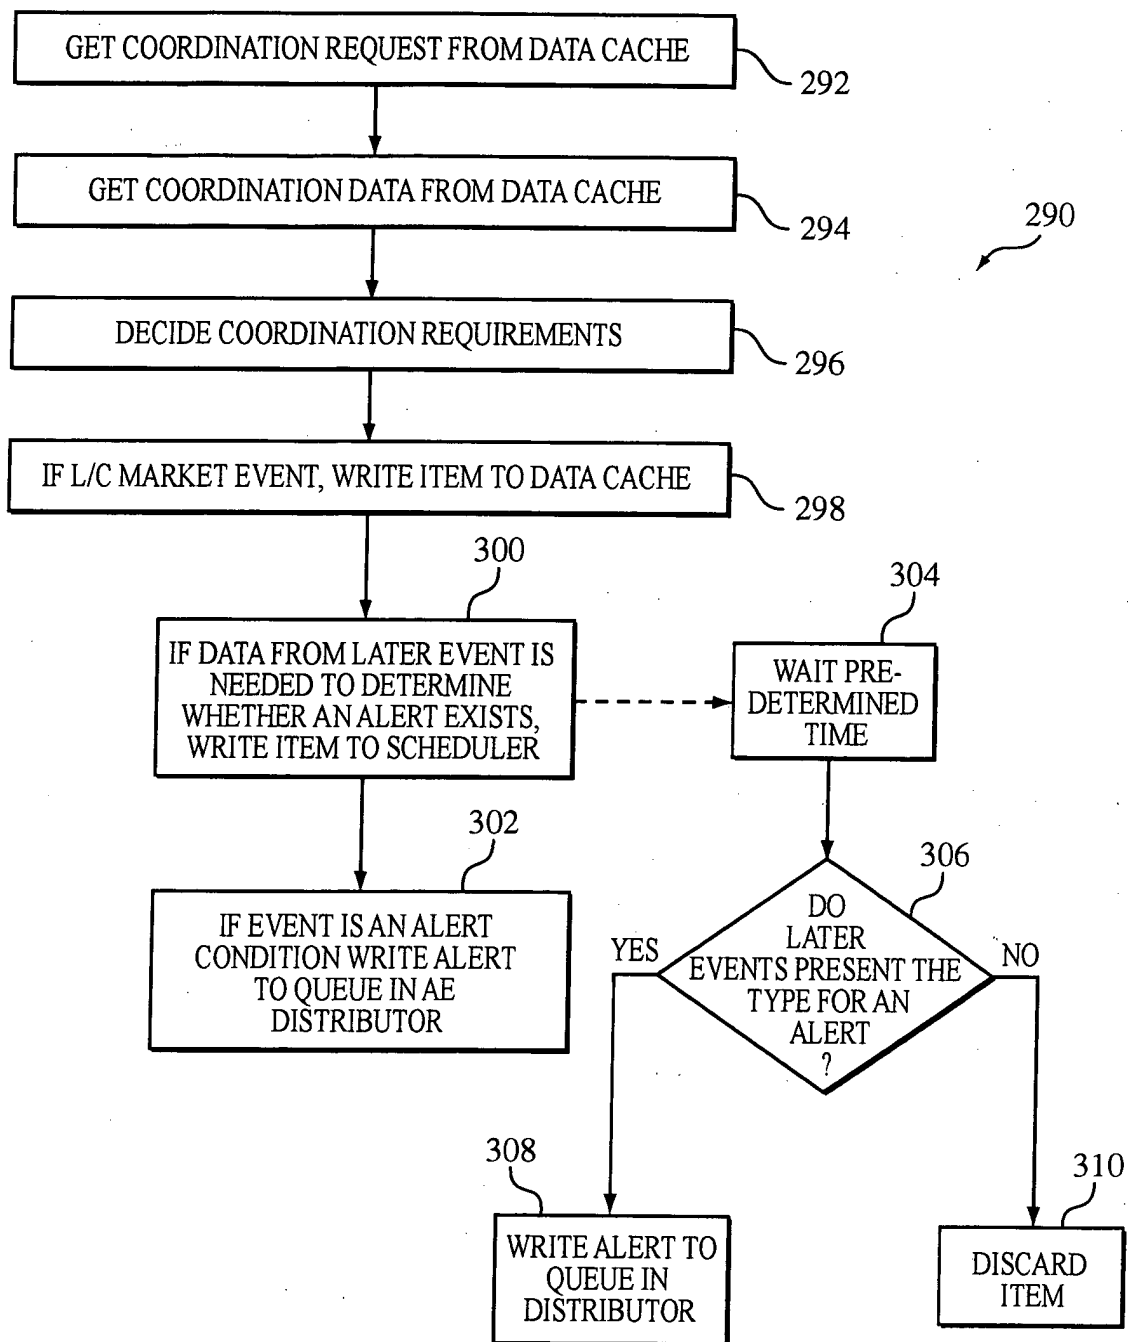 GET COORDINATION REQUEST FROM DATA CACHE
292
GET COORDINATION DATA FROM DATA CACHE
294
290
DECIDE COORDINATION REQUIREMENTS
296
IF L/C MARKET EVENT, WRITE ITEM TO DATA CACHE
298
300
IF DATA FROM LATER EVENT IS
NEEDED TO DETERMINE
WHETHER AN ALERT EXISTS,
WRITE ITEM TO SCHEDULER
304
WAIT PRE-
DETERMINED
TIME
302
IF EVENT IS AN ALERT
CONDITION WRITE ALERT
TO QUEUE IN AE
DISTRIBUTOR
306
DO
LATER
EVENTS PRESENT THE
TYPE FOR AN
ALERT
?
YES
NO
308
WRITE ALERT TO
QUEUE IN
DISTRIBUTOR
310
DISCARD
ITEM